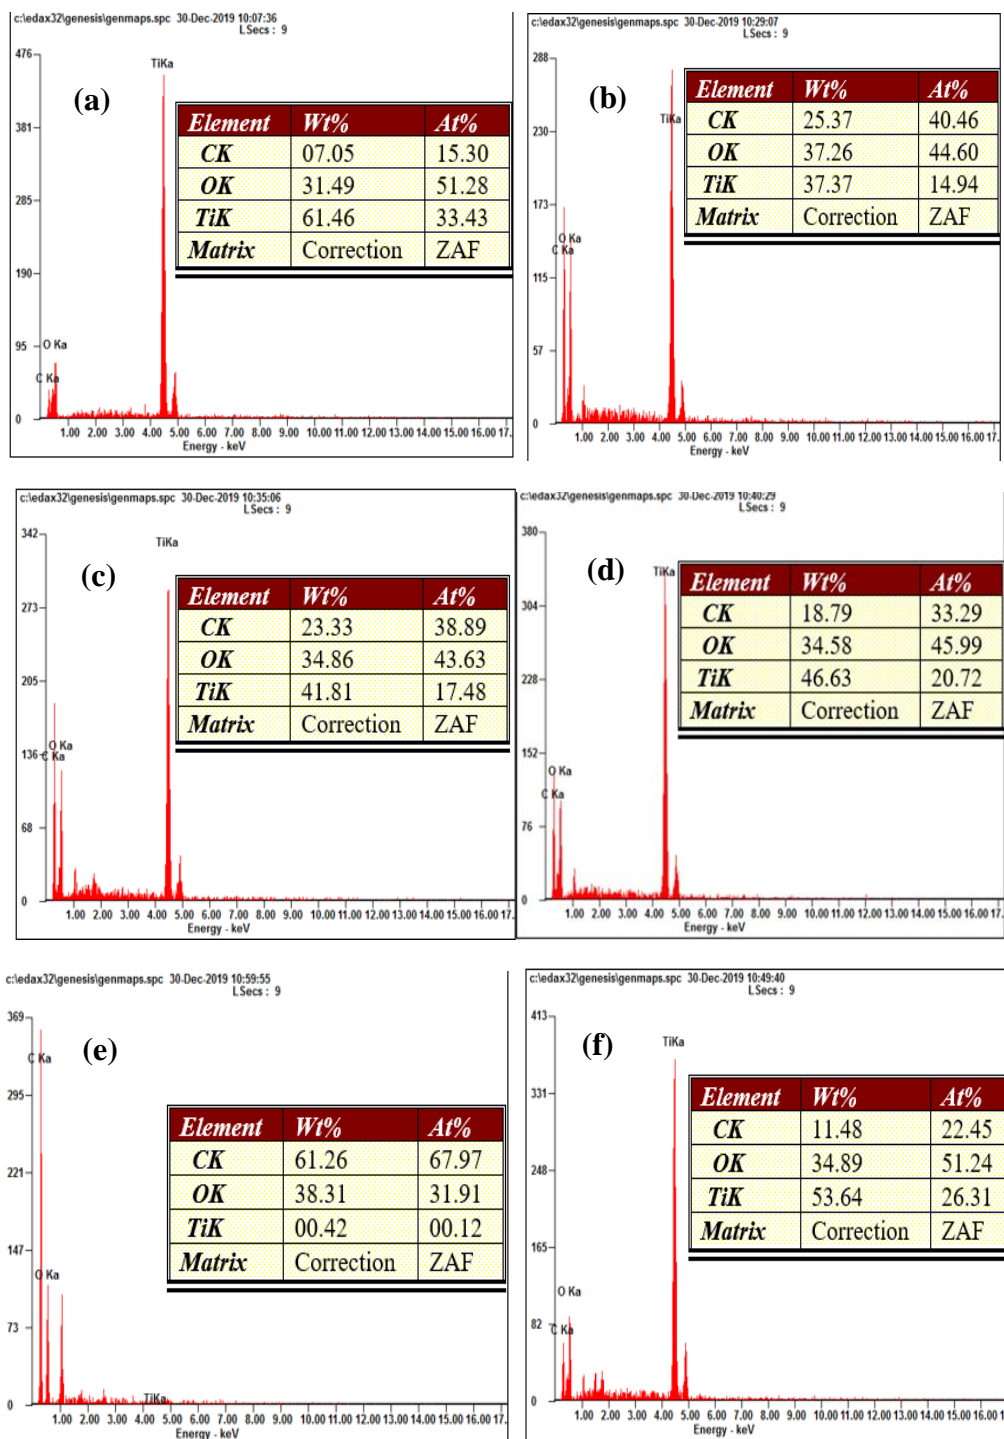 c:\edax32\genesis\genmaps.spc 30-Dec-2019 10:07:36
LSecs : 9
476
381
285
190
95
0
(a)
TiKa
O Ka
C Ka
Element Wt% At%
CK 07.05 15.30
OK 31.49 51.28
TiK 61.46 33.43
Matrix Correction ZAF
1.00 2.00 3.00 4.00 5.00 6.00 7.00 8.00 9.00 10.00 11.00 12.00 13.00 14.00 15.00 16.00 17.
Energy - keV
c:\edax32\genesis\genmaps.spc 30-Dec-2019 10:29:07
LSecs : 9
288
230
173
115
57
0
(b)
TiKa
O Ka
C Ka
Element Wt% At%
CK 25.37 40.46
OK 37.26 44.60
TiK 37.37 14.94
Matrix Correction ZAF
1.00 2.00 3.00 4.00 5.00 6.00 7.00 8.00 9.00 10.00 11.00 12.00 13.00 14.00 15.00 16.00 17.
Energy - keV
c:\edax32\genesis\genmaps.spc 30-Dec-2019 10:35:06
LSecs : 9
342
273
205
136
68
0
(c)
TiKa
O Ka
C Ka
Element Wt% At%
CK 23.33 38.89
OK 34.86 43.63
TiK 41.81 17.48
Matrix Correction ZAF
1.00 2.00 3.00 4.00 5.00 6.00 7.00 8.00 9.00 10.00 11.00 12.00 13.00 14.00 15.00 16.00 17.
Energy - keV
c:\edax32\genesis\genmaps.spc 30-Dec-2019 10:40:29
LSecs : 9
380
304
228
152
76
0
(d)
TiKa
O Ka
C Ka
Element Wt% At%
CK 18.79 33.29
OK 34.58 45.99
TiK 46.63 20.72
Matrix Correction ZAF
1.00 2.00 3.00 4.00 5.00 6.00 7.00 8.00 9.00 10.00 11.00 12.00 13.00 14.00 15.00 16.00 17.
Energy - keV
c:\edax32\genesis\genmaps.spc 30-Dec-2019 10:59:55
LSecs : 9
369
295
221
147
73
0
(e)
C Ka
O Ka
TiKa
Element Wt% At%
CK 61.26 67.97
OK 38.31 31.91
TiK 00.42 00.12
Matrix Correction ZAF
1.00 2.00 3.00 4.00 5.00 6.00 7.00 8.00 9.00 10.00 11.00 12.00 13.00 14.00 15.00 16.00 17.
Energy - keV
c:\edax32\genesis\genmaps.spc 30-Dec-2019 10:49:40
LSecs : 9
413
331
248
165
82
0
(f)
TiKa
O Ka
C Ka
Element Wt% At%
CK 11.48 22.45
OK 34.89 51.24
TiK 53.64 26.31
Matrix Correction ZAF
1.00 2.00 3.00 4.00 5.00 6.00 7.00 8.00 9.00 10.00 11.00 12.00 13.00 14.00 15.00 16.00 1
Energy - keV